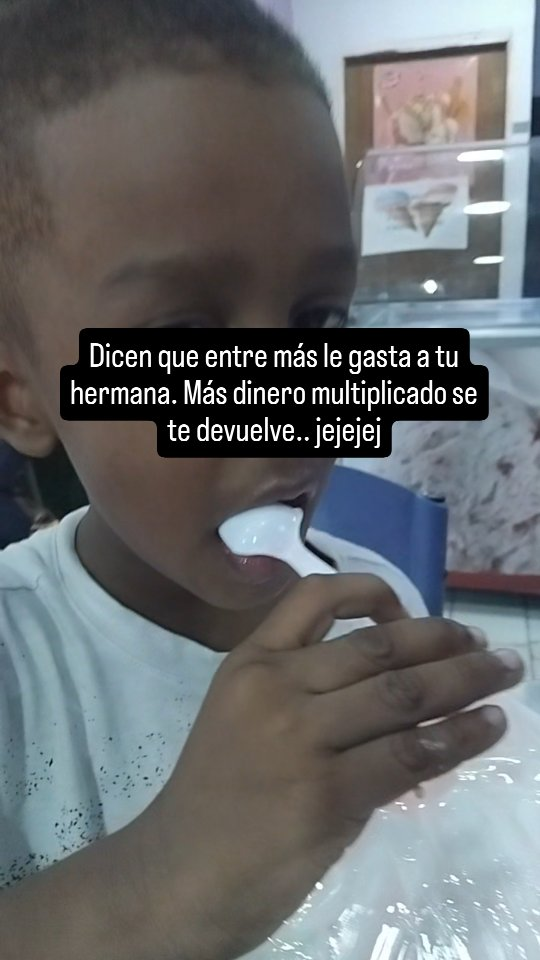 Dicen que entre más le gasta a tu
hermana. Más dinero multiplicado se
te devuelve.. jejejej